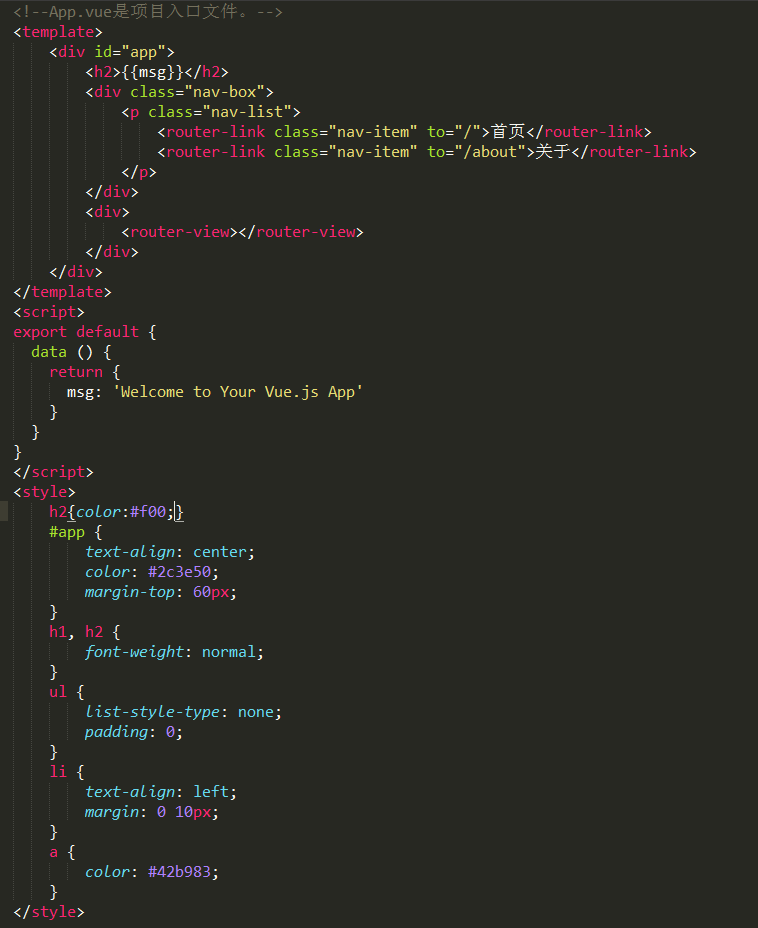 <!--App.vue是项目入口文件。-->
<template>
    <div id="app">
        <h2>{{msg}}</h2>
        <div class="nav-box">
            <p class="nav-list">
                <router-link class="nav-item" to="/">首页</router-link>
                <router-link class="nav-item" to="/about">关于</router-link>
            </p>
        </div>
        <div>
            <router-view></router-view>
        </div>
    </div>
</template>
<script>
export default {
  data () {
    return {
      msg: 'Welcome to Your Vue.js App'
    }
  }
}
</script>
<style>
    h2{color:#f00;}
    #app {
        text-align: center;
        color: #2c3e50;
        margin-top: 60px;
    }
    h1, h2 {
        font-weight: normal;
    }
    ul {
        list-style-type: none;
        padding: 0;
    }
    li {
        text-align: left;
        margin: 0 10px;
    }
    a {
        color: #42b983;
    }
</style>